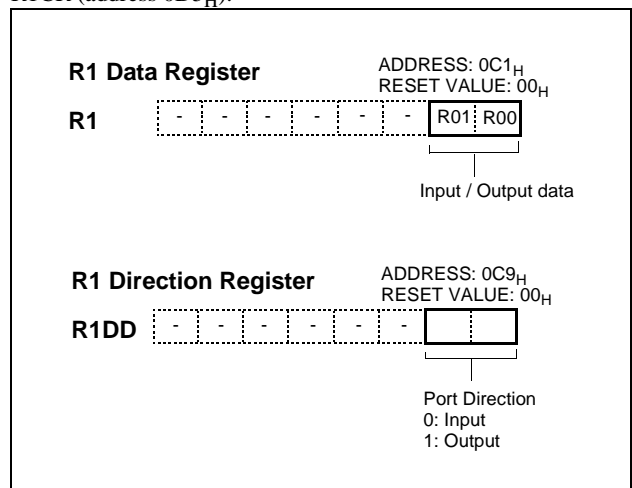 R1 Data Register
ADDRESS: 0C1H
RESET VALUE: 00H
R1 - - - - - - R01 R00
Input / Output data
R1 Direction Register
ADDRESS: 0C9H
RESET VALUE: 00H
R1DD - - - - - -
Port Direction
0: Input
1: Output